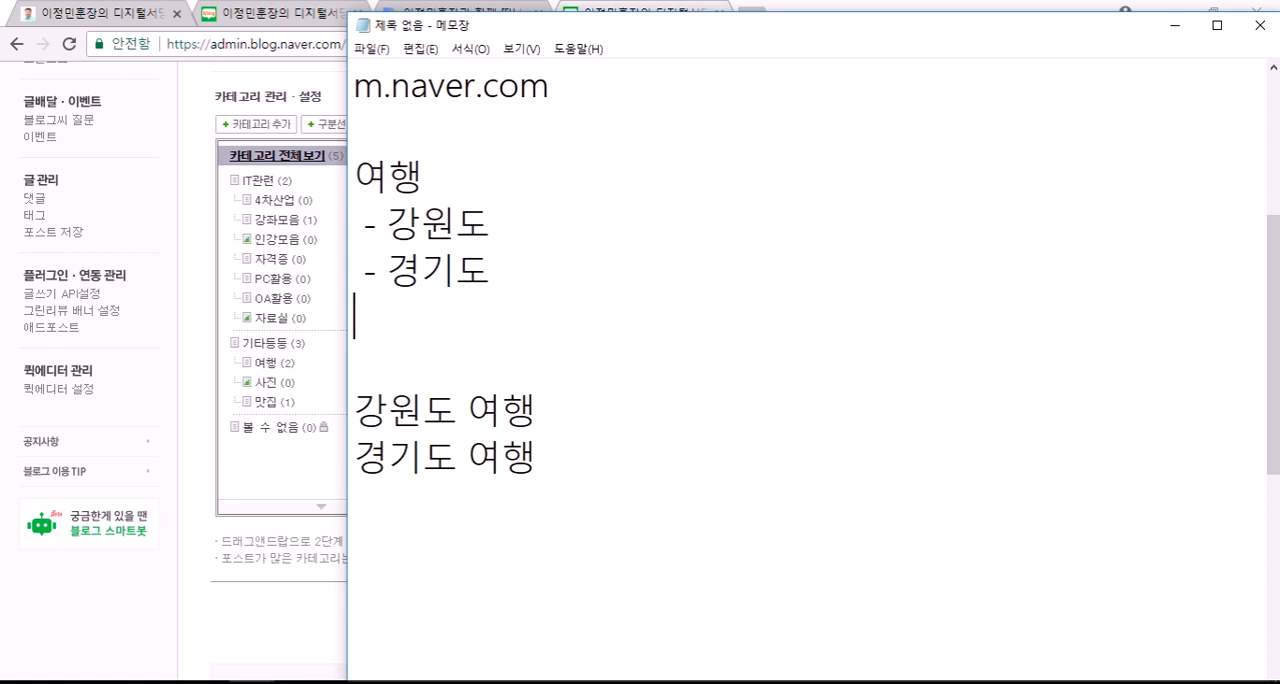 이정민훈장의 디지털서당
이정민훈장의 디지털서당
제목 없음 - 메모장
안전함
https://admin.blog.naver.com/
파일(F) 편집(E) 서식(O) 보기(V) 도움말(H)
m.naver.com
여행
- 강원도
- 경기도
강원도 여행
경기도 여행
글배달 · 이벤트
블로그씨 질문
이벤트
글 관리
댓글
태그
포스트 저장
플러그인 · 연동 관리
글쓰기 API설정
그린리뷰 배너 설정
애드포스트
퀵에디터 관리
퀵에디터 설정
공지사항
블로그 이용 TIP
궁금한게 있을 땐
블로그 스마트봇
카테고리 관리 · 설정
+ 카테고리 추가 + 구분선
카테고리 전체보기 (5)
IT관련 (2)
4차산업 (0)
강좌모음 (1)
인강모음 (0)
자격증 (0)
PC활용 (0)
OA활용 (0)
자료실 (0)
기타등등 (3)
여행 (2)
사진 (0)
맛집 (1)
볼 수 없음 (0)
· 드래그앤드랍으로 2단계
· 포스트가 많은 카테고리는